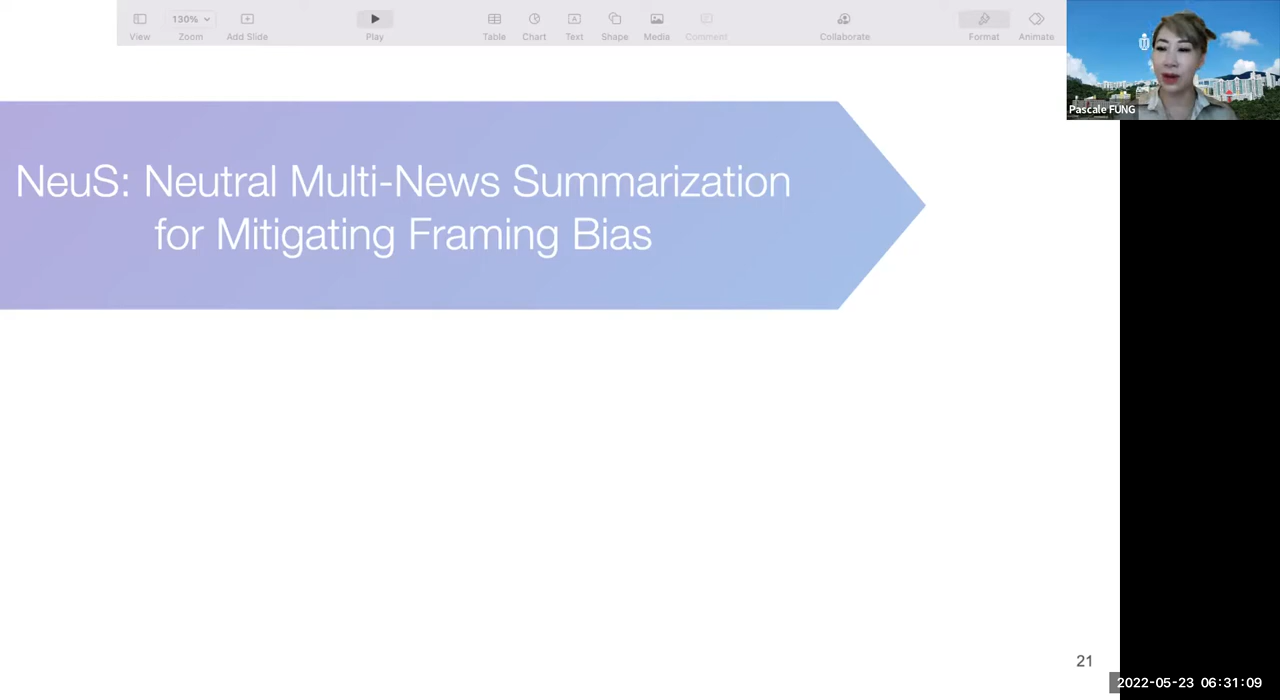 130%
View
Zoom
Add Slide
Play
Table
Chart
Text
Shape
Media
Comment
Collaborate
Format
Animate
Pascale FUNG
NeuS: Neutral Multi-News Summarization
for Mitigating Framing Bias
21
2022-05-23 06:31:09